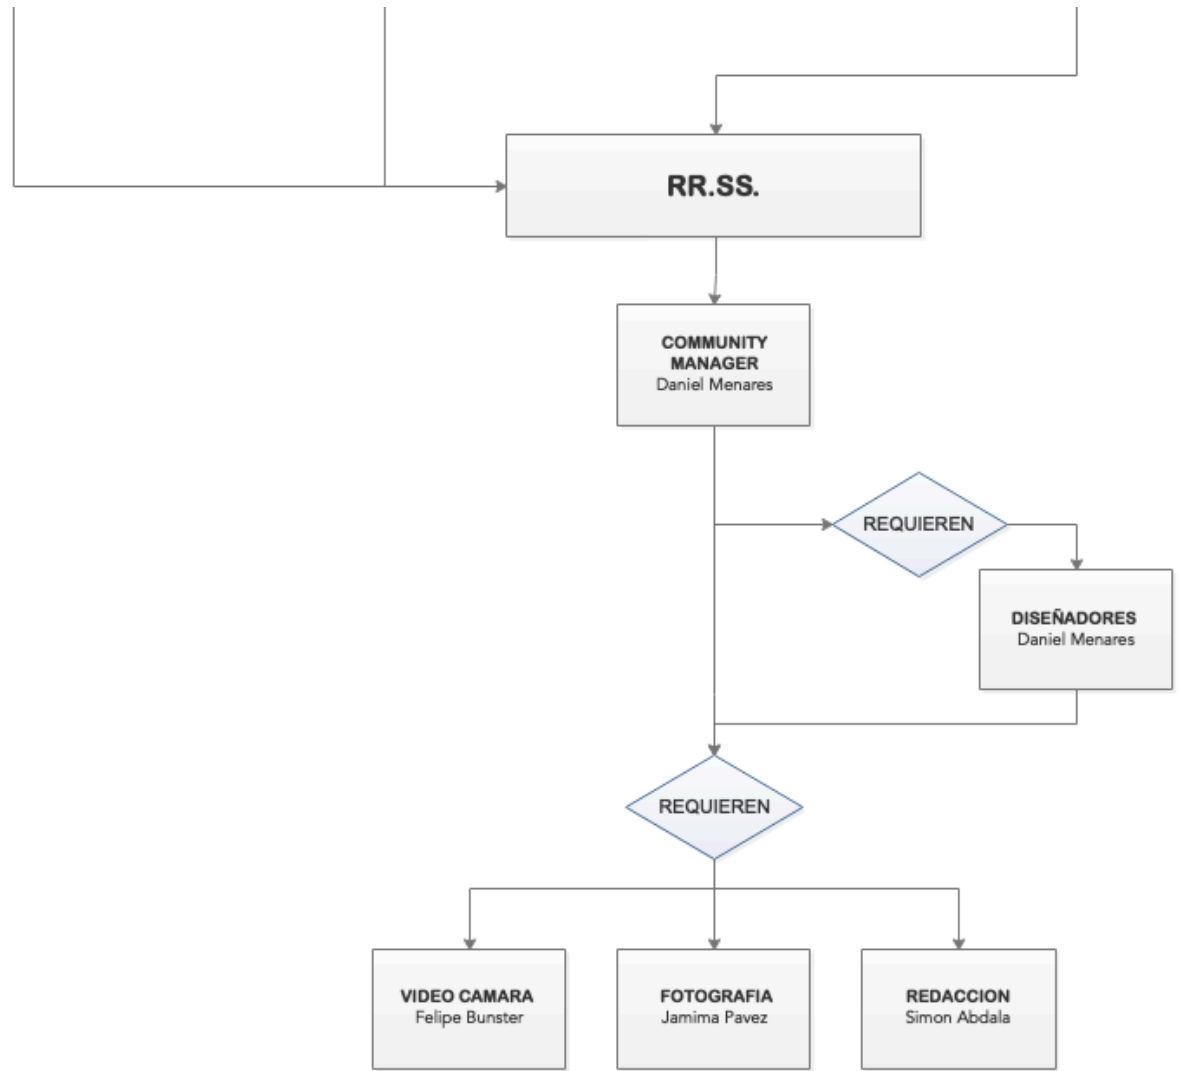 RR.SS.
COMMUNITY
MANAGER
Daniel Menares
REQUIEREN
DISEÑADORES
Daniel Menares
REQUIEREN
VIDEO CAMARA
Felipe Bunster
FOTOGRAFIA
Jamima Pavez
REDACCION
Simon Abdala